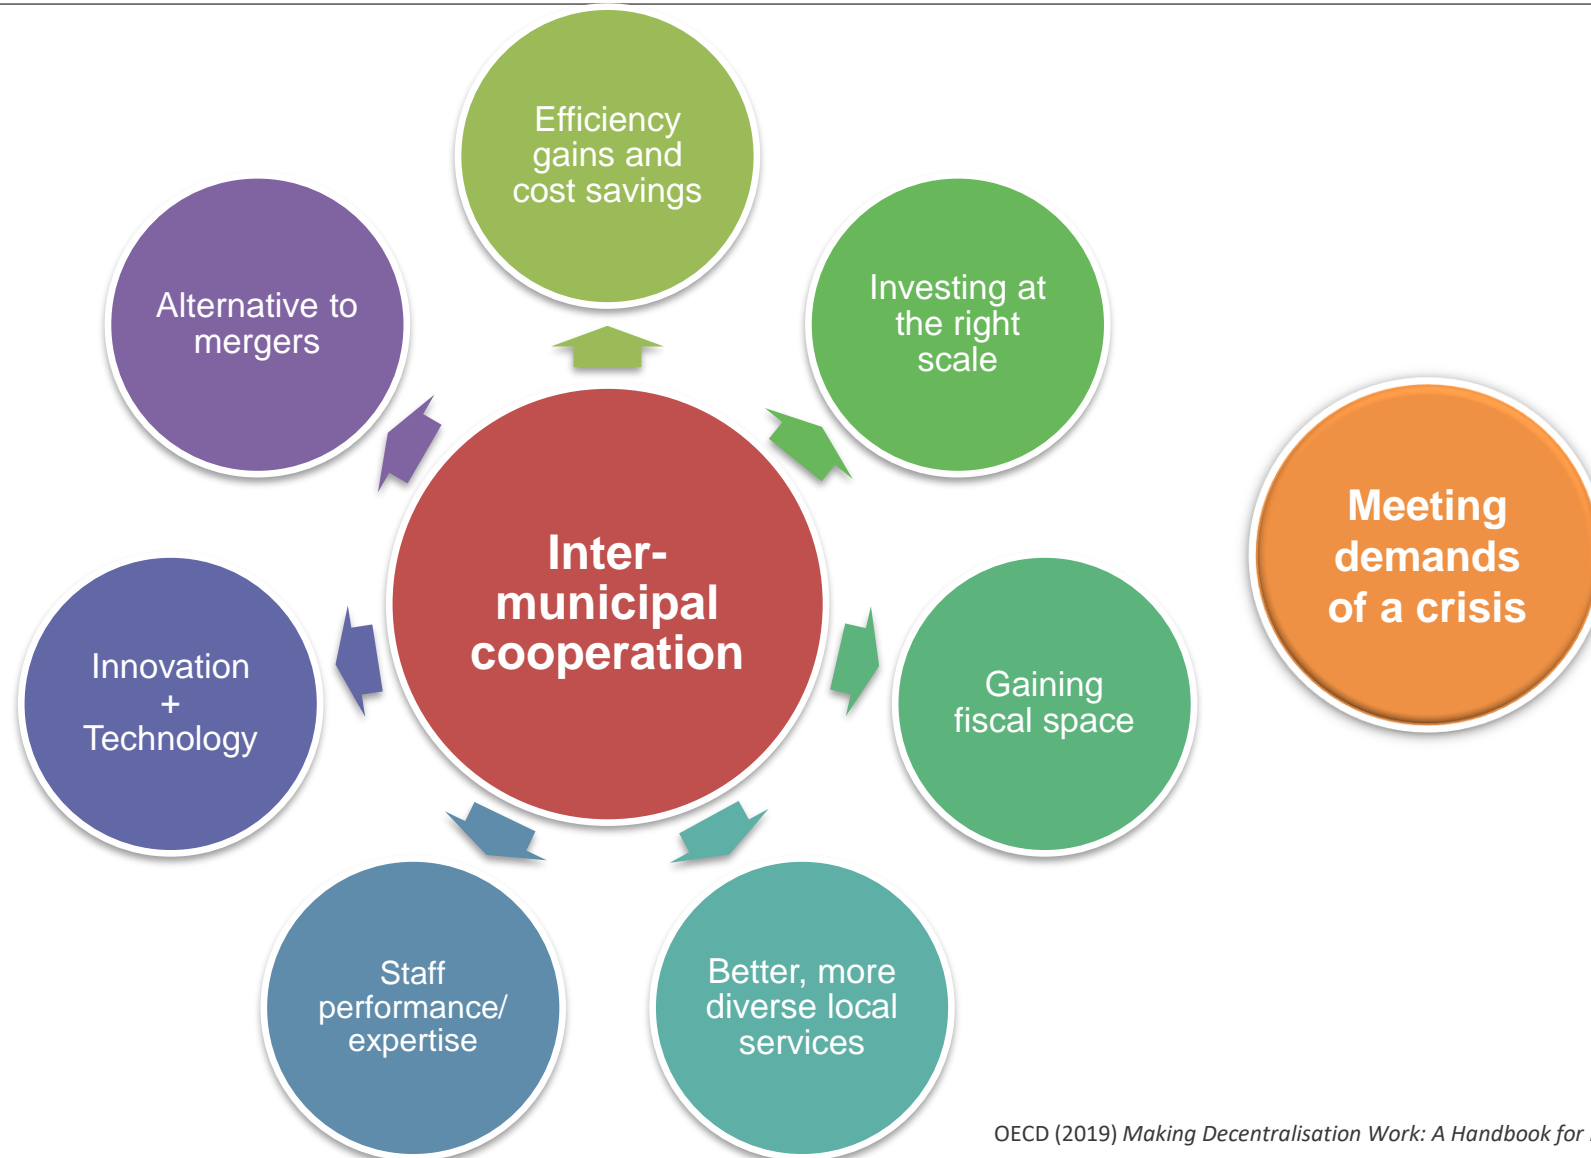 Efficiency
gains and
cost savings
Investing at
the right
scale
Gaining
fiscal space
Better, more
diverse local
services
Staff
performance/
expertise
Innovation
+
Technology
Alternative to
mergers
Inter-
municipal
cooperation
Meeting
demands
of a crisis
OECD (2019) Making Decentralisation Work: A Handbook for